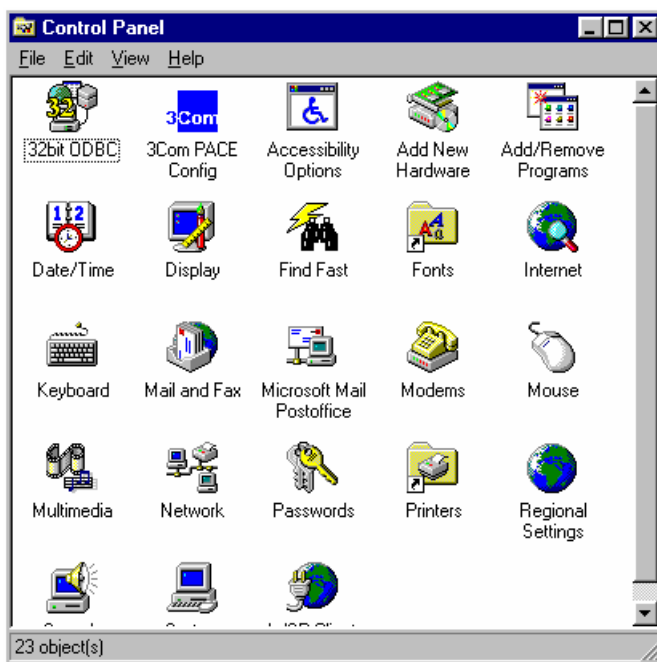 Control Panel
File Edit View Help
32bit ODBC
3Com
3Com PACE
Config
Accessibility
Options
Add New
Hardware
Add/Remove
Programs
Date/Time
Display
Find Fast
Fonts
Internet
Keyboard
Mail and Fax
Microsoft Mail
Postoffice
Modems
Mouse
Multimedia
Network
Passwords
Printers
Regional
Settings
23 object(s)